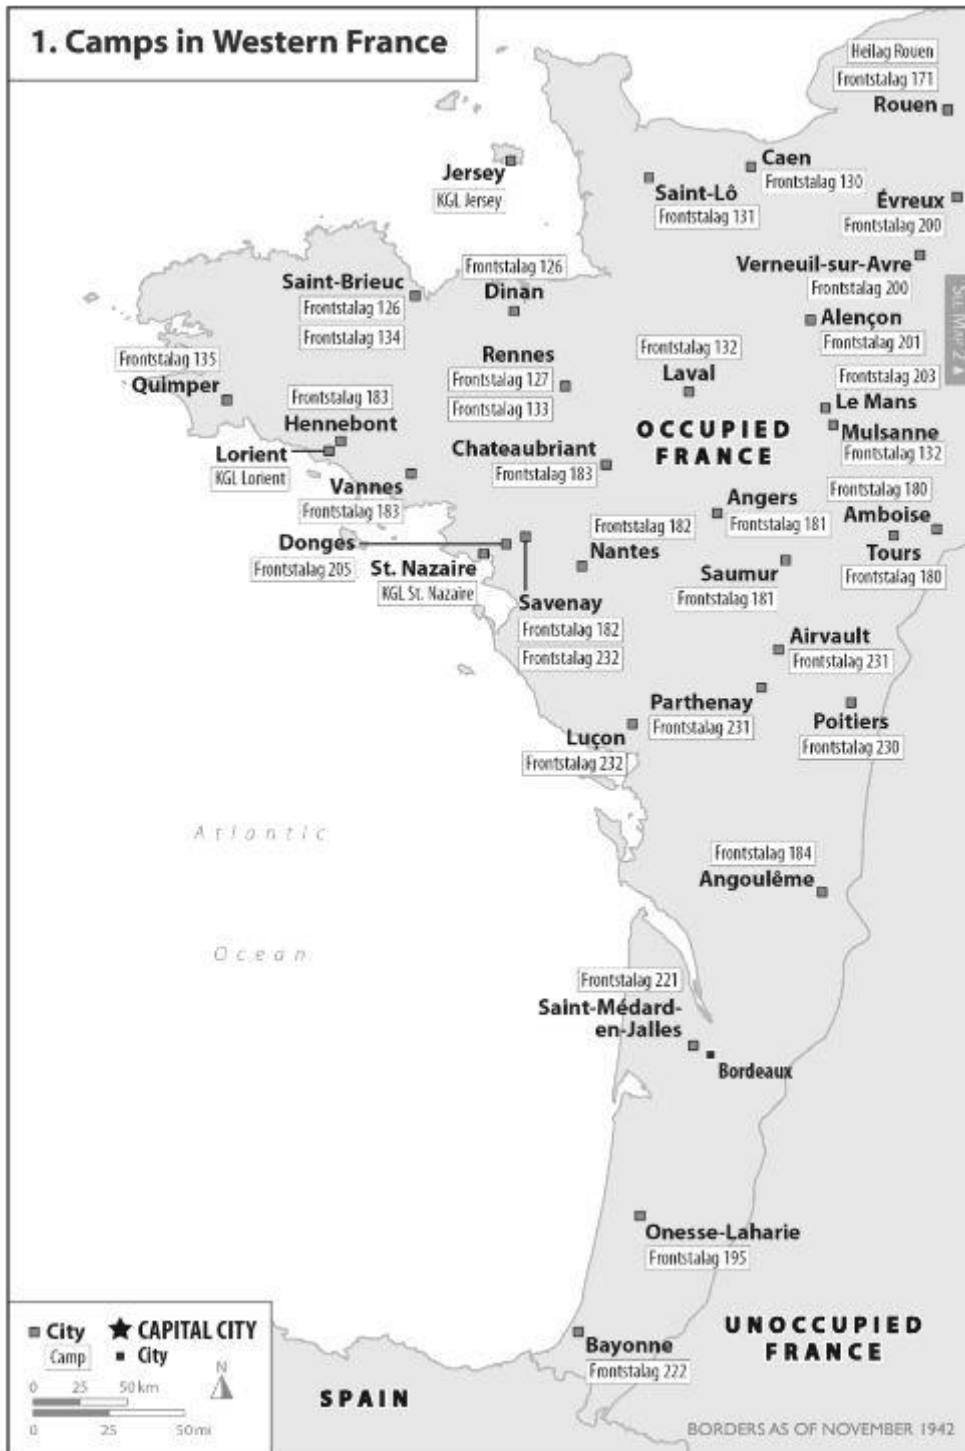 1. Camps in Western France
Heilag Rouen
Frontstalag 171
Rouen
Jersey
KGL Jersey
Caen
Frontstalag 130
Saint-Lô
Frontstalag 131
Évreux
Frontstalag 200
Verneuil-sur-Avre
Frontstalag 200
Frontstalag 126
Dinan
Saint-Brieuc
Frontstalag 126
Frontstalag 134
SEE MAP 2
Alençon
Frontstalag 201
Frontstalag 132
Laval
Rennes
Frontstalag 127
Frontstalag 133
Frontstalag 135
Quimper
Frontstalag 203
Le Mans
Mulsanne
Frontstalag 132
Frontstalag 183
Hennebont
Lorient
KGL Lorient
OCCUPIED
FRANCE
Chateaubriant
Frontstalag 183
Vannes
Frontstalag 183
Angers
Frontstalag 181
Frontstalag 180
Amboise
Tours
Frontstalag 180
Frontstalag 182
Nantes
Donges
Frontstalag 205
St. Nazaire
KGL St. Nazaire
Saumur
Frontstalag 181
Savenay
Frontstalag 182
Frontstalag 232
Airvault
Frontstalag 231
Parthenay
Frontstalag 231
Poitiers
Frontstalag 230
Luçon
Frontstalag 232
Atlantic
Ocean
Frontstalag 184
Angoulême
Frontstalag 221
Saint-Médard-
en-Jalles
Bordeaux
Onesse-Laharie
Frontstalag 195
UNOCCUPIED
FRANCE
Bayonne
Frontstalag 222
SPAIN
City
CAPITAL CITY
Camp
City
N
0 25 50 km
0 25 50 mi
BORDERS AS OF NOVEMBER 1942